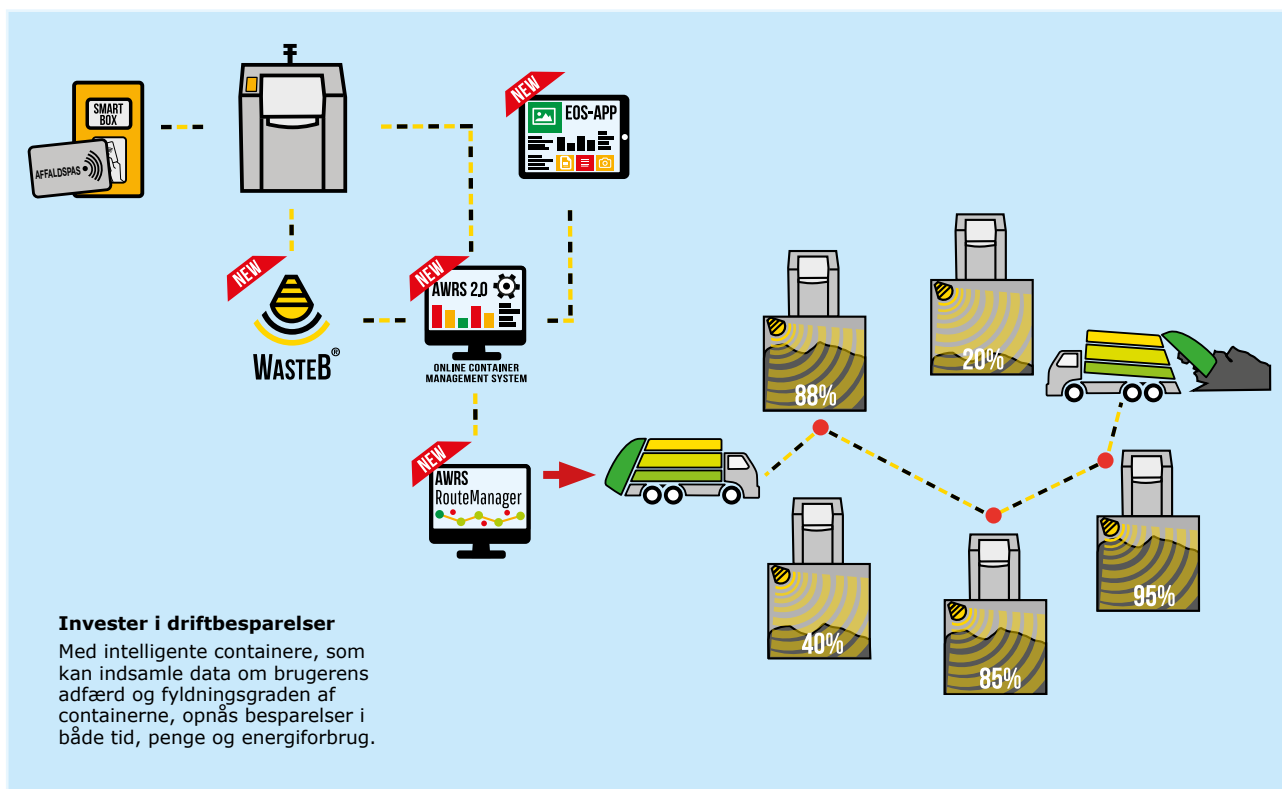 SMART
BOX
AFFALDSPAS
NEW
EOS-APP
NEW
WASTEB®
NEW
AWRS 2.0
ONLINE CONTAINER
MANAGEMENT SYSTEM
NEW
AWRS
RouteManager
88%
20%
40%
85%
95%
Invester i driftbesparelser
Med intelligente containere, som
kan indsamle data om brugerens
adfærd og fyldningsgraden af
containerne, opnås besparelser i
både tid, penge og energiforbrug.